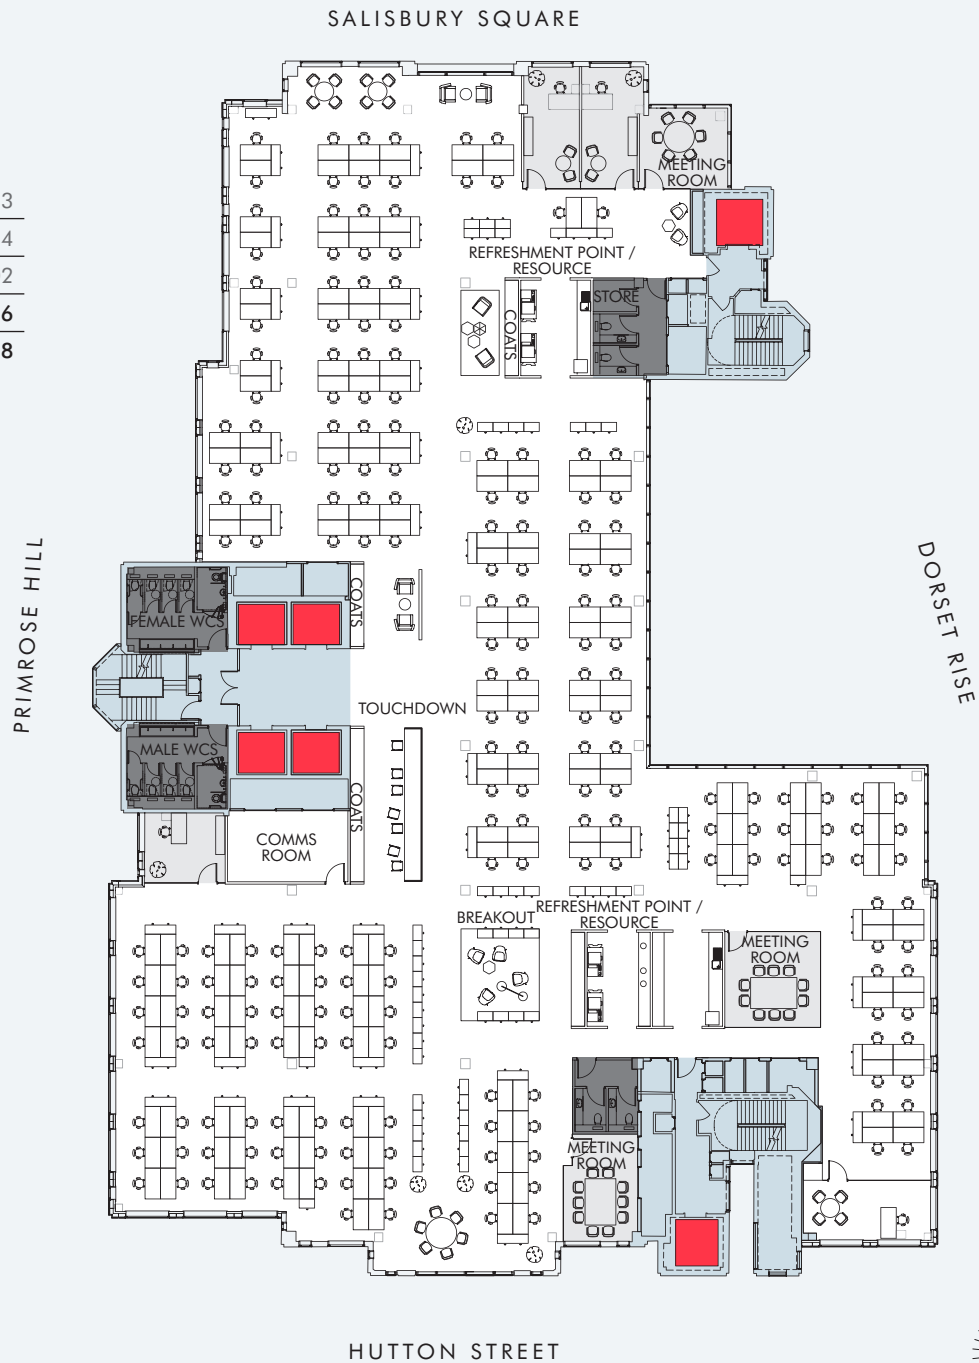 SALISBURY SQUARE
3
4
2
6
8
MEETING
ROOM
REFRESHMENT POINT /
RESOURCE
STORE
COATS
PRIMROSE HILL
DORSET RISE
COATS
FEMALE WCS
TOUCHDOWN
MALE WCS
COATS
COMMS
ROOM
BREAKOUT
REFRESHMENT POINT /
RESOURCE
MEETING
ROOM
MEETING
ROOM
HUTTON STREET